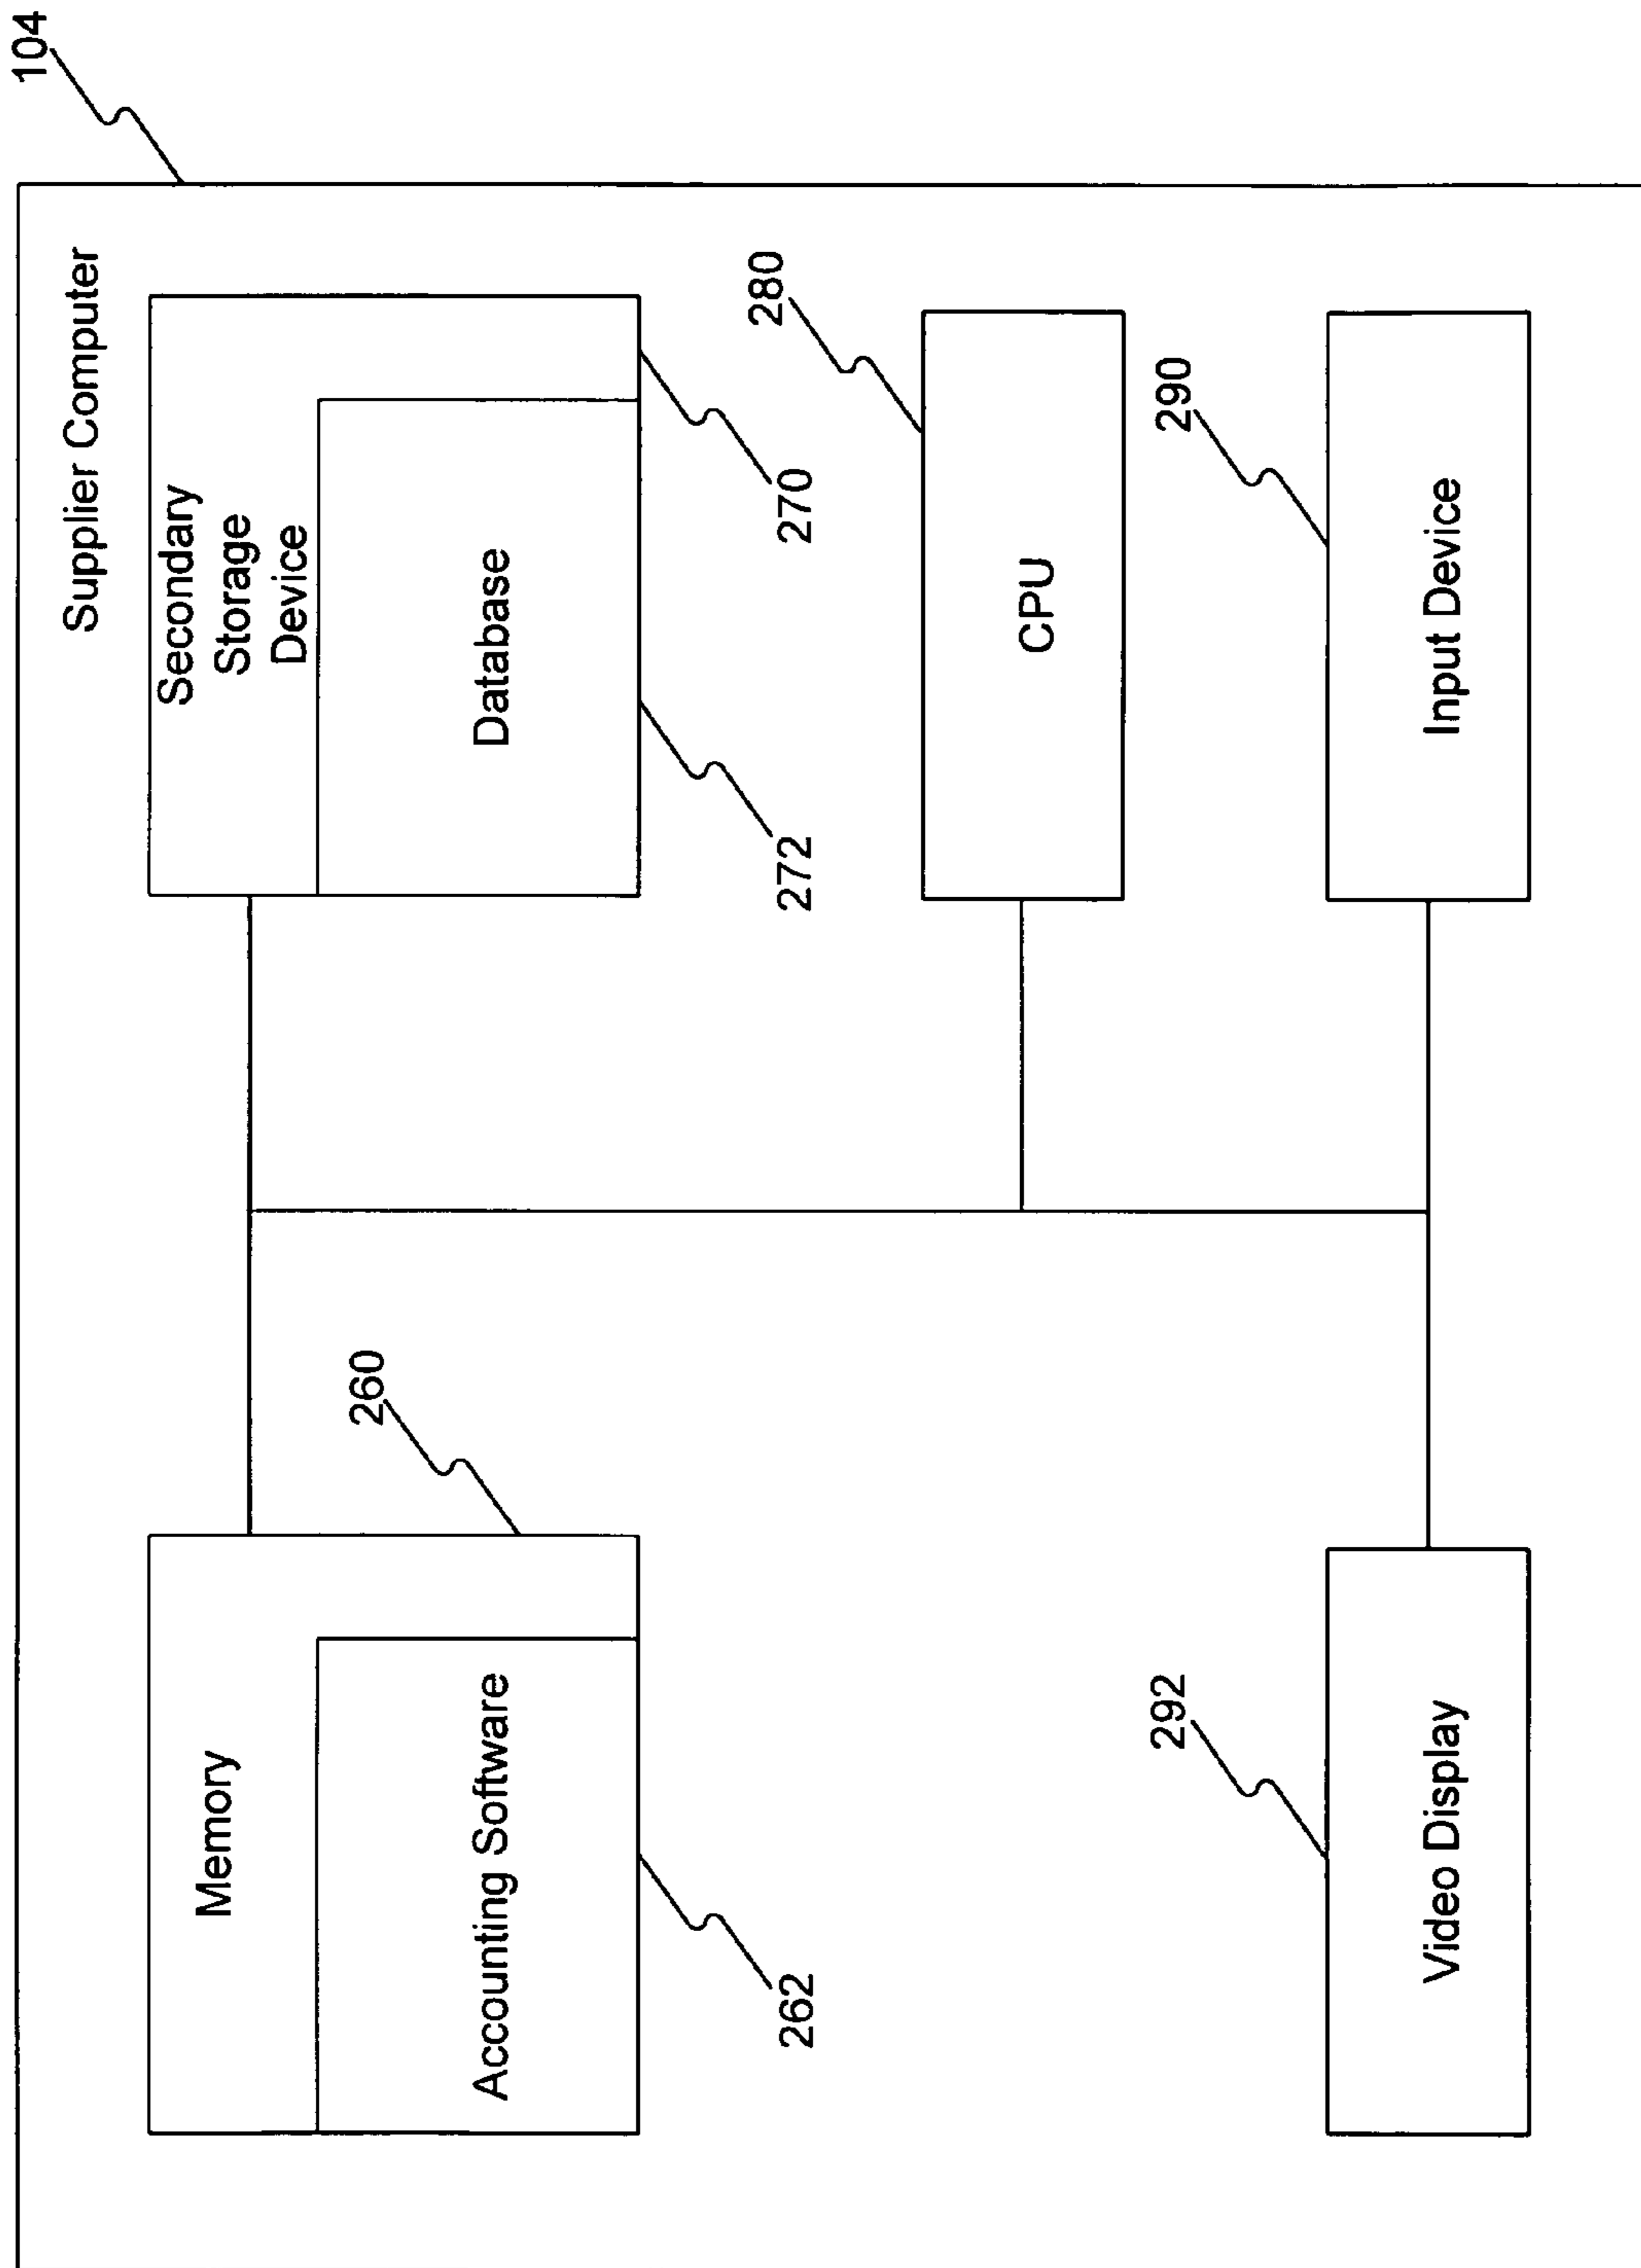 104
Supplier Computer
Memory
Accounting Software
260
262
Secondary
Storage
Device
Database
270
272
280
CPU
292
Video Display
290
Input Device